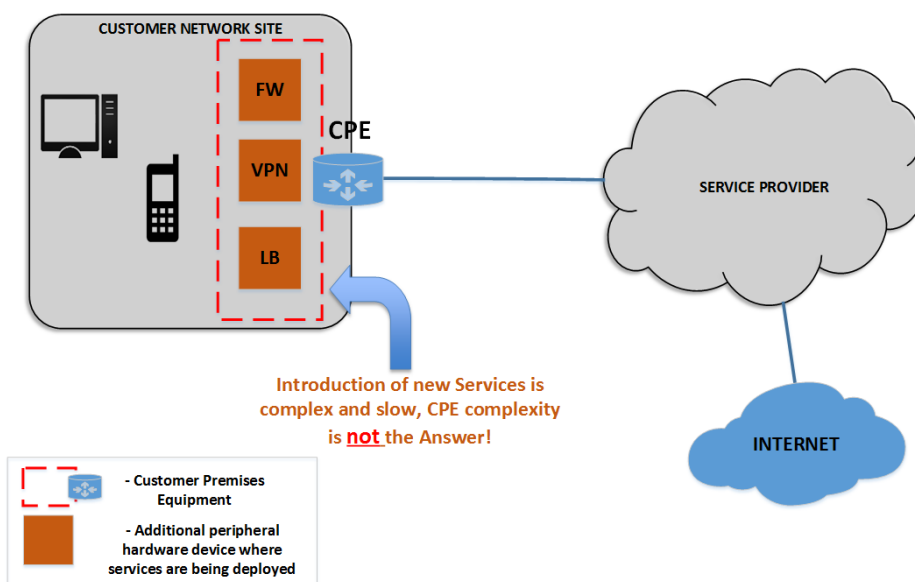 CUSTOMER NETWORK SITE
FW
CPE
VPN
LB
SERVICE PROVIDER
Introduction of new Services is
complex and slow, CPE complexity
is not the Answer!
INTERNET
- Customer Premises
Equipment
- Additional peripheral
hardware device where
services are being deployed